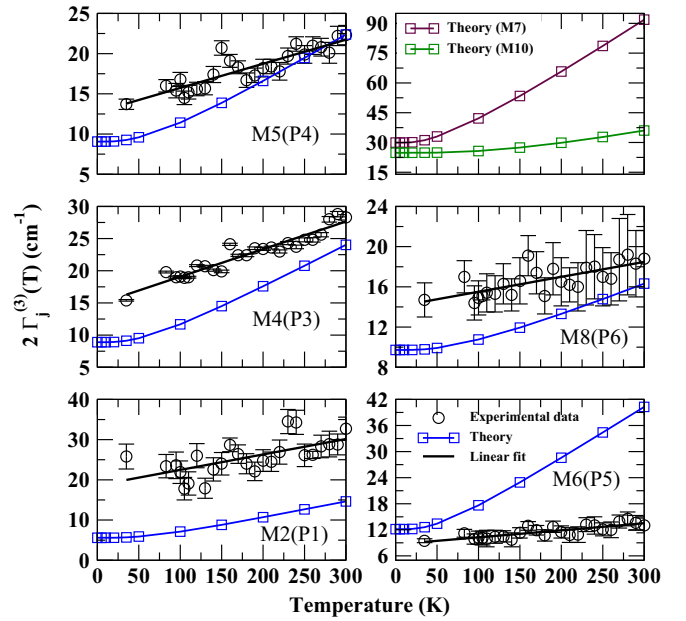 25
20
15
10
5
M5(P4)
90
75
60
45
30
15
Theory (M7)
Theory (M10)
2 Γj(3)(T) (cm-1)
30
25
20
15
10
5
M4(P3)
24
20
16
12
8
M8(P6)
40
30
20
10
0
M2(P1)
0 50 100 150 200 250 300
42
36
30
24
18
12
6
Experimental data
Theory
Linear fit
M6(P5)
0 50 100 150 200 250 300
Temperature (K)